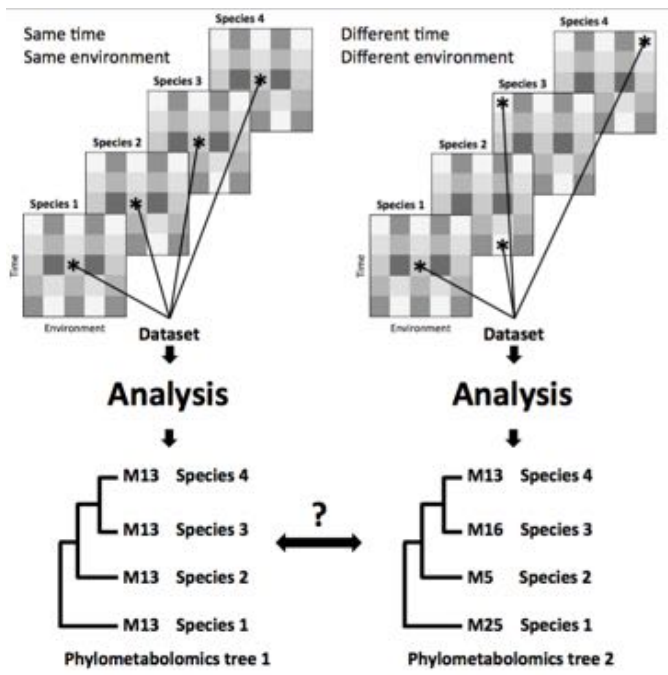 Same time
Same environment
Species 4
Species 3
Species 2
Species 1
Time
Environment
Dataset
Analysis
M13 Species 4
M13 Species 3
M13 Species 2
M13 Species 1
Phylometabolomics tree 1
?
Different time
Different environment
Species 4
Species 3
Species 2
Species 1
Time
Environment
Dataset
Analysis
M13 Species 4
M16 Species 3
M5 Species 2
M25 Species 1
Phylometabolomics tree 2